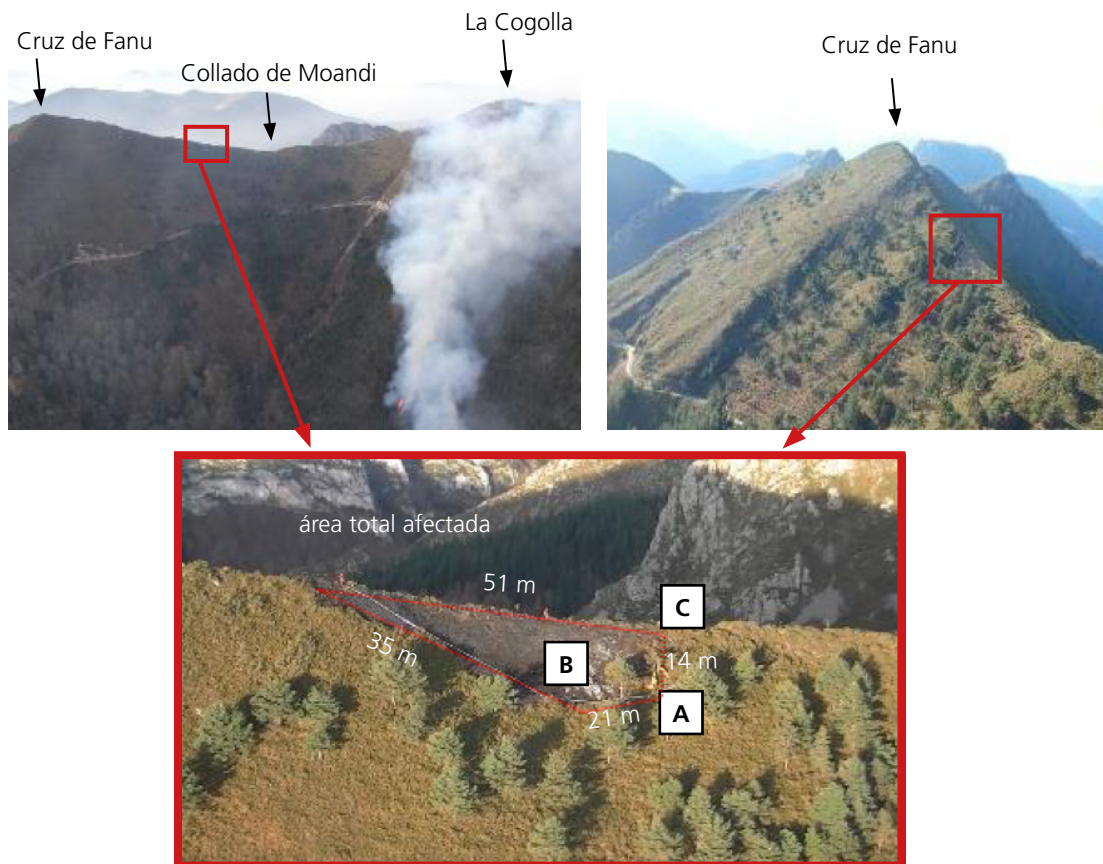 La Cogolla
Cruz de Fanu
Collado de Moandi
Cruz de Fanu
área total afectada
51 m
C
35 m
B
14 m
A
21 m